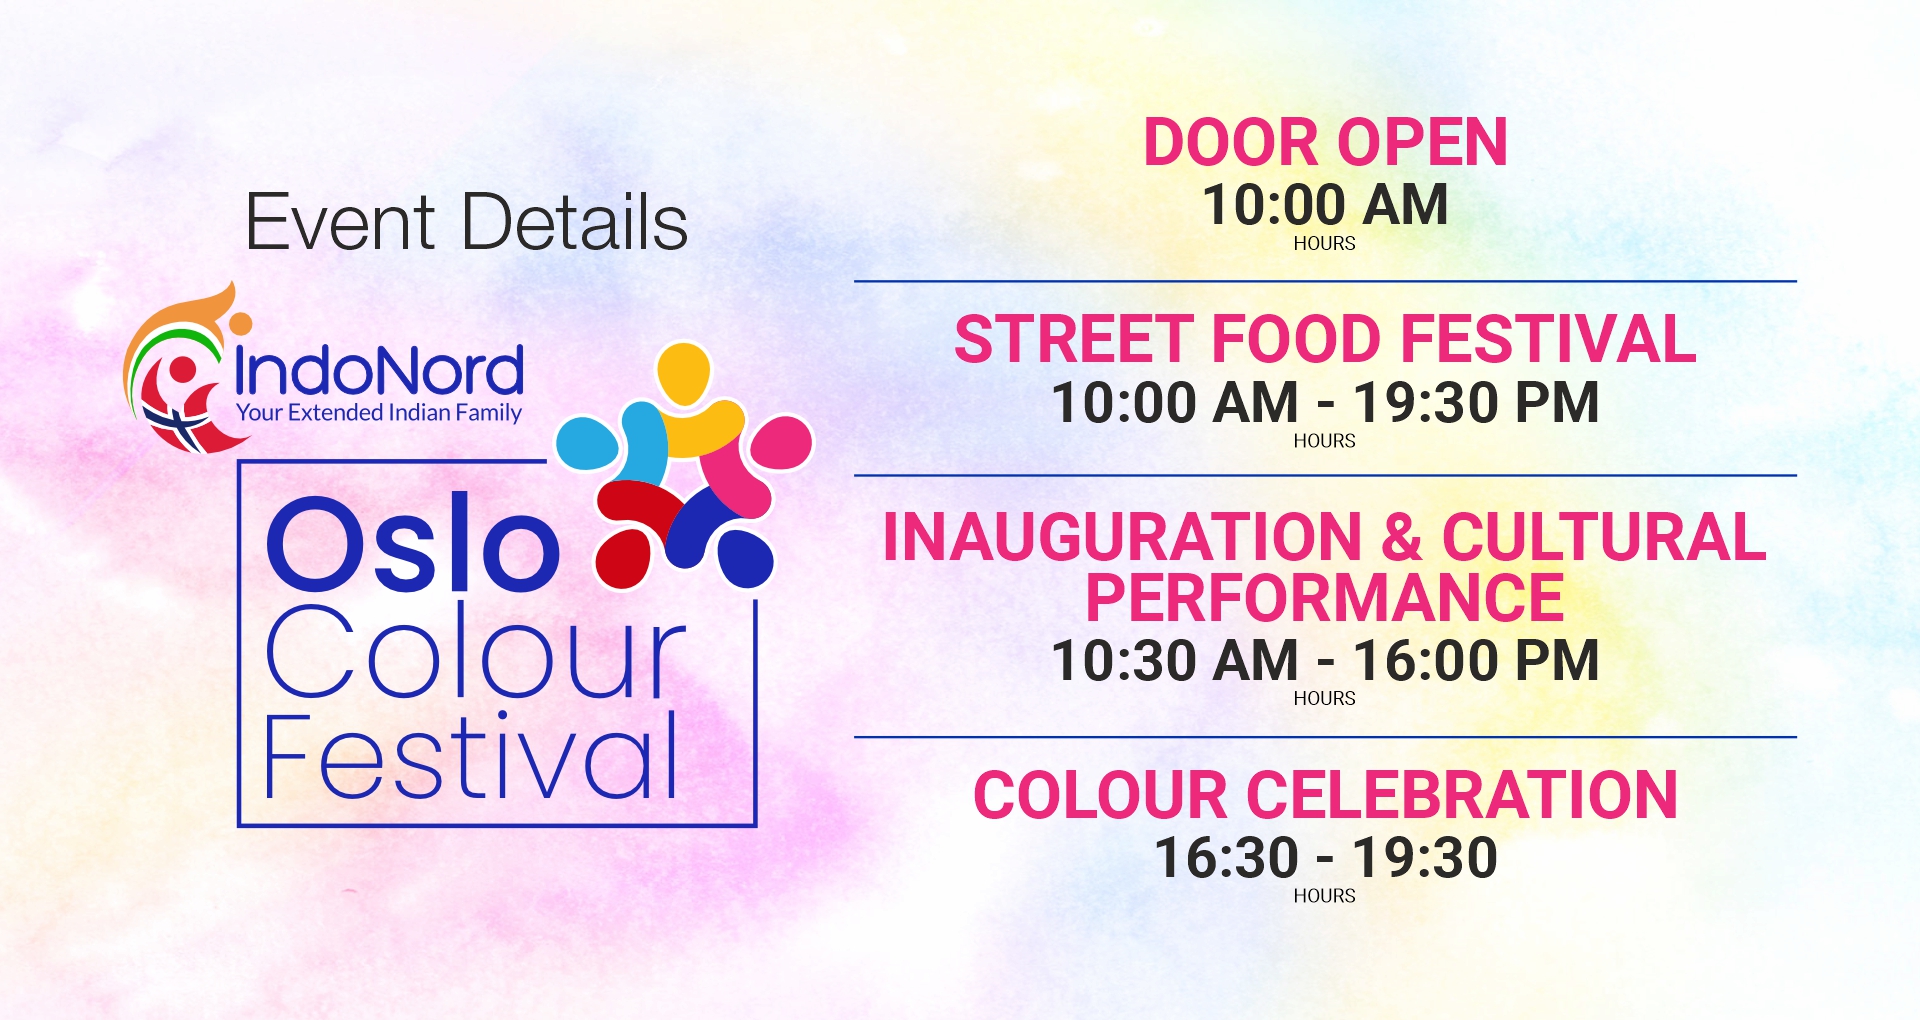 Event Details
IndoNord
Your Extended Indian Family
Oslo
Colour
Festival
DOOR OPEN
10:00 AM
HOURS
STREET FOOD FESTIVAL
10:00 AM - 19:30 PM
HOURS
INAUGURATION & CULTURAL
PERFORMANCE
10:30 AM - 16:00 PM
HOURS
COLOUR CELEBRATION
16:30 - 19:30
HOURS